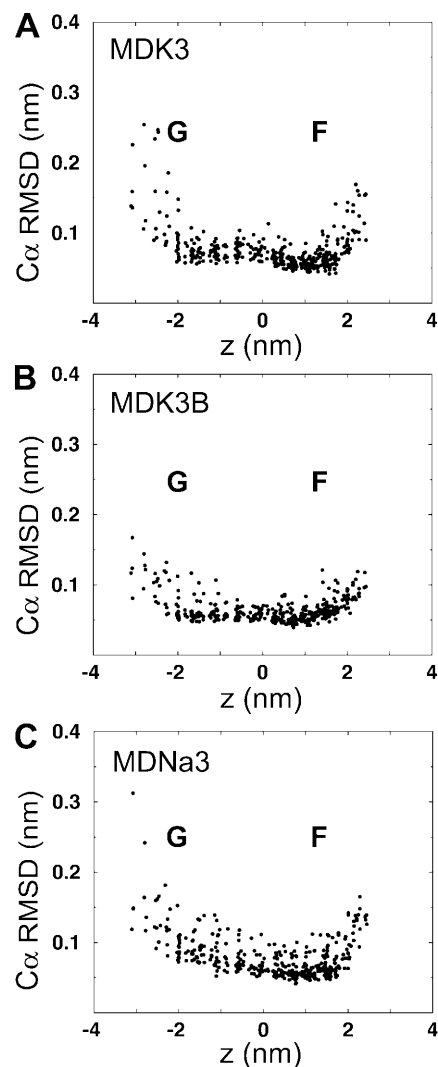 A
MDK3
G F
Cα RMSD (nm)
0.4
0.3
0.2
0.1
-4 -2 0 2 4
z (nm)
B
MDK3B
G F
Cα RMSD (nm)
0.4
0.3
0.2
0.1
-4 -2 0 2 4
z (nm)
C
MDNa3
G F
Cα RMSD (nm)
0.4
0.3
0.2
0.1
-4 -2 0 2 4
z (nm)